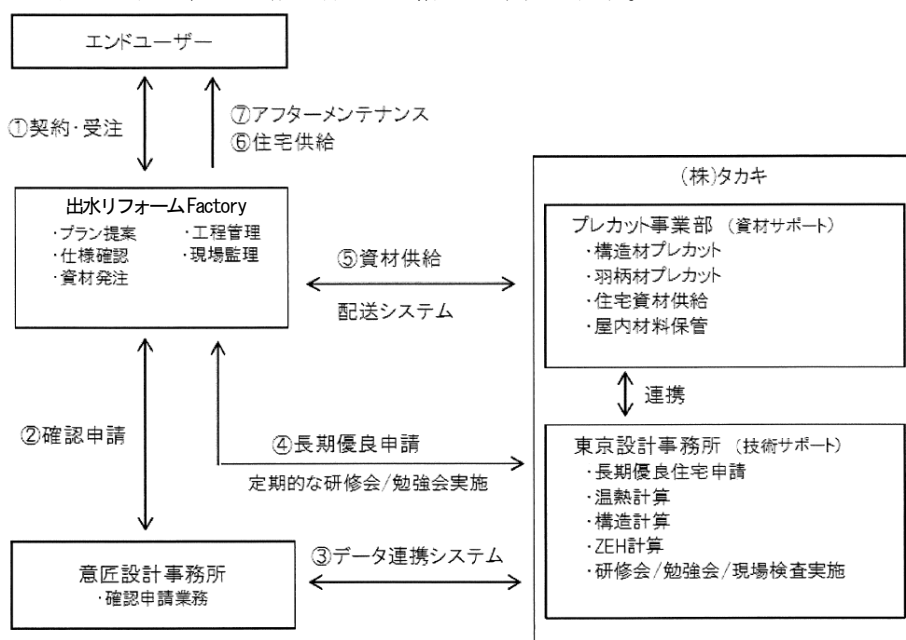 エンドユーザー
①契約・受注
⑦アフターメンテナンス
⑥住宅供給
出水リフォームFactory
・プラン提案
・工程管理
・仕様確認
・現場監理
・資材発注
⑤資材供給
配送システム
(株)タカキ
プレカット事業部 (資材サポート)
・構造材プレカット
・羽柄材プレカット
・住宅資材供給
・屋内材料保管
連携
②確認申請
④長期優良申請
定期的な研修会/勉強会実施
東京設計事務所 (技術サポート)
・長期優良住宅申請
・温熱計算
・構造計算
・ZEH計算
・研修会/勉強会/現場検査実施
③データ連携システム
意匠設計事務所
・確認申請業務